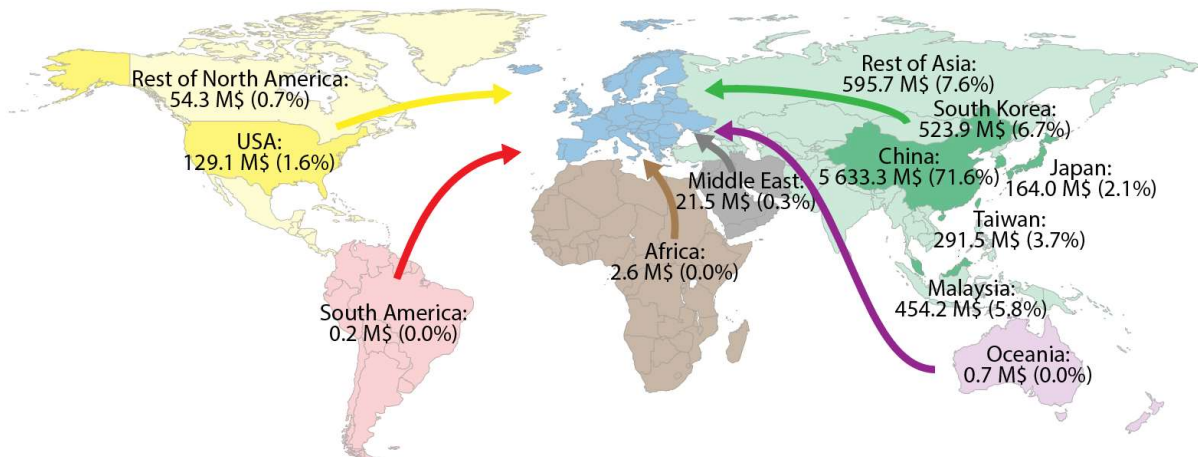 Rest of North America:
54.3 M$ (0.7%)
USA:
129.1 M$ (1.6%)
South America:
0.2 M$ (0.0%)
Africa:
2.6 M$ (0.0%)
Middle East:
21.5 M$ (0.3%)
Rest of Asia:
595.7 M$ (7.6%)
South Korea:
523.9 M$ (6.7%)
China:
5 633.3 M$ (71.6%)
Japan:
164.0 M$ (2.1%)
Taiwan:
291.5 M$ (3.7%)
Malaysia:
454.2 M$ (5.8%)
Oceania:
0.7 M$ (0.0%)